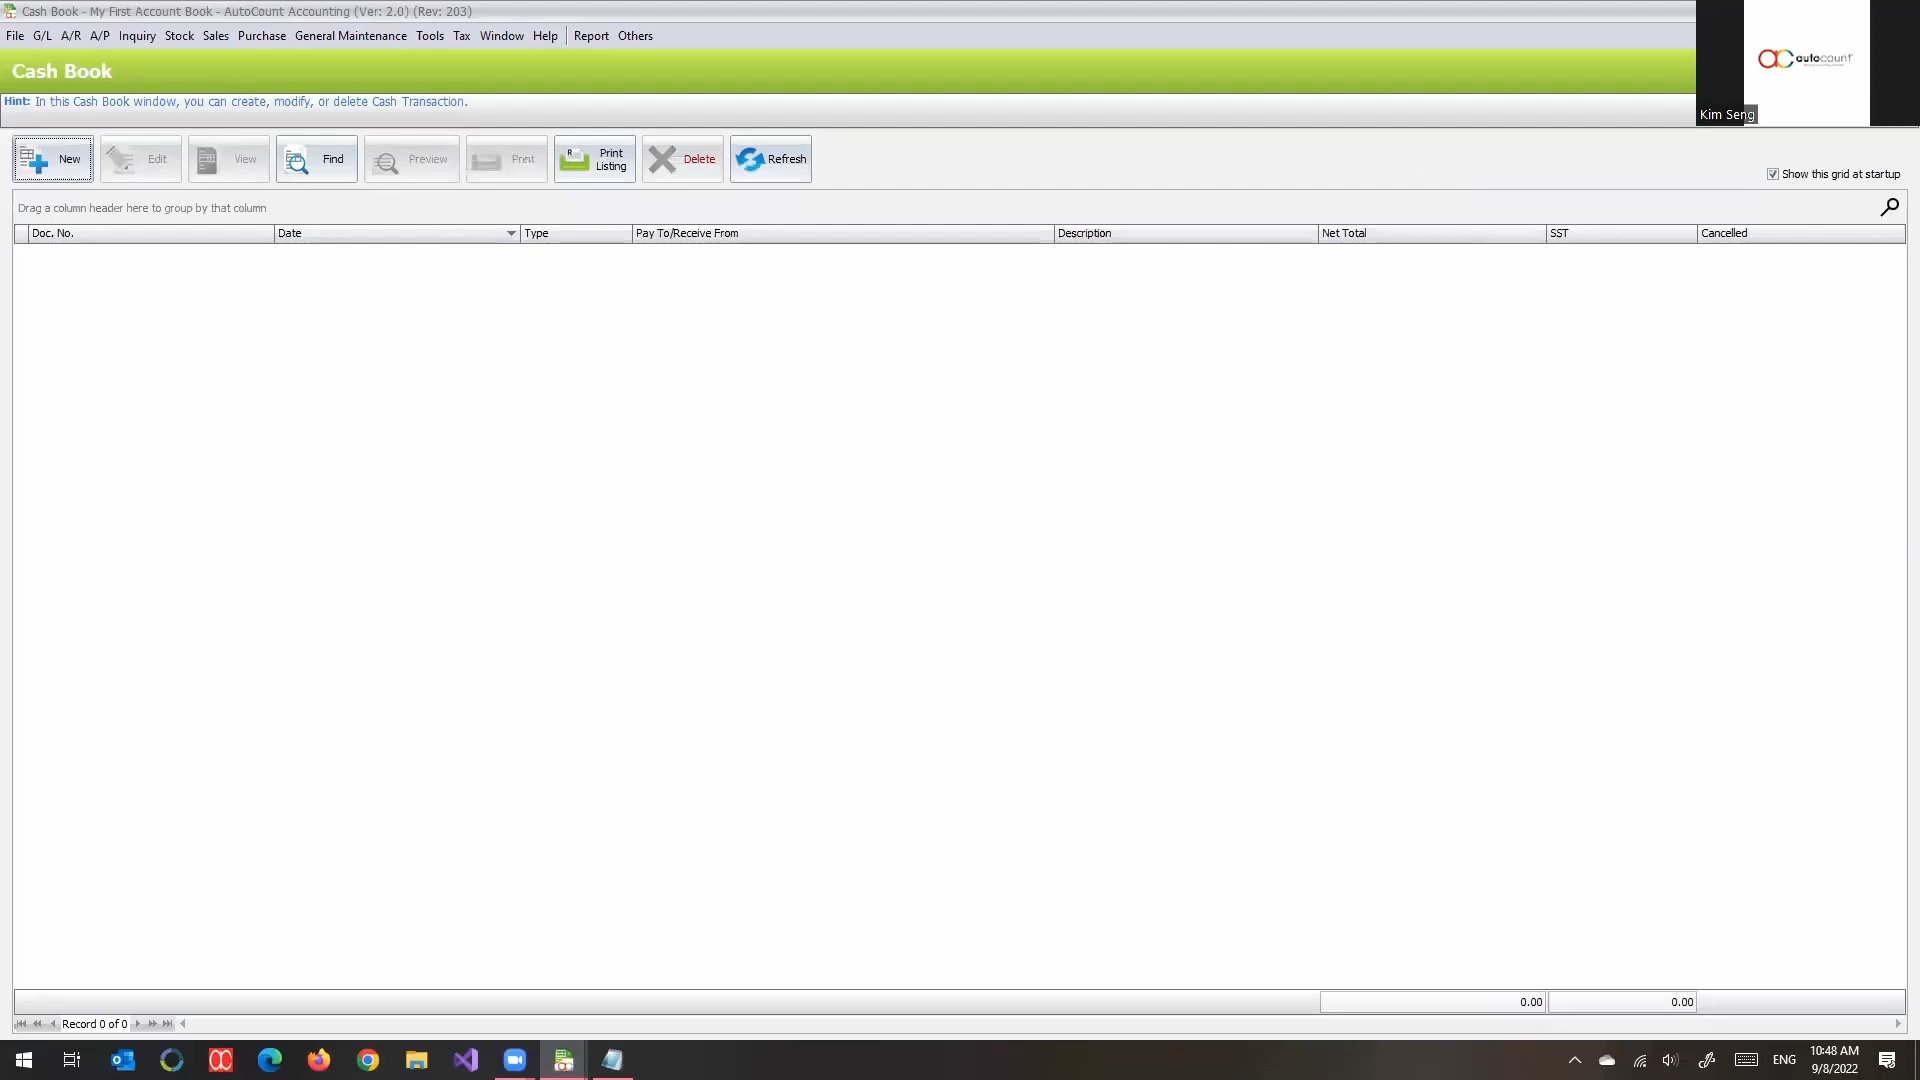 Cash Book - My First Account Book - AutoCount Accounting (Ver: 2.0) (Rev: 203)
File G/L A/R A/P Inquiry Stock Sales Purchase General Maintenance Tools Tax Window Help Report Others
Cash Book
autocount
Hint: In this Cash Book window, you can create, modify, or delete Cash Transaction.
Kim Seng
New Edit View Find Preview Print Print Listing Delete Refresh
Show this grid at startup
Drag a column header here to group by that column
Doc. No. Date Type Pay To/Receive From Description Net Total SST Cancelled
0.00 0.00
Record 0 of 0
ENG 10:48 AM
9/8/2022